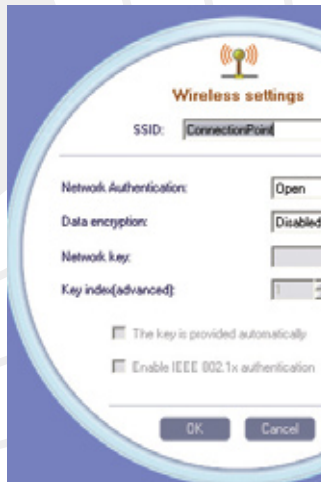 Wireless settings
SSID: ConnectionPoint
Network Authentication: Open
Data encryption: Disabled
Network key:
Key index(advanced): 1
The key is provided automatically
Enable IEEE 802.1x authentication
OK Cancel